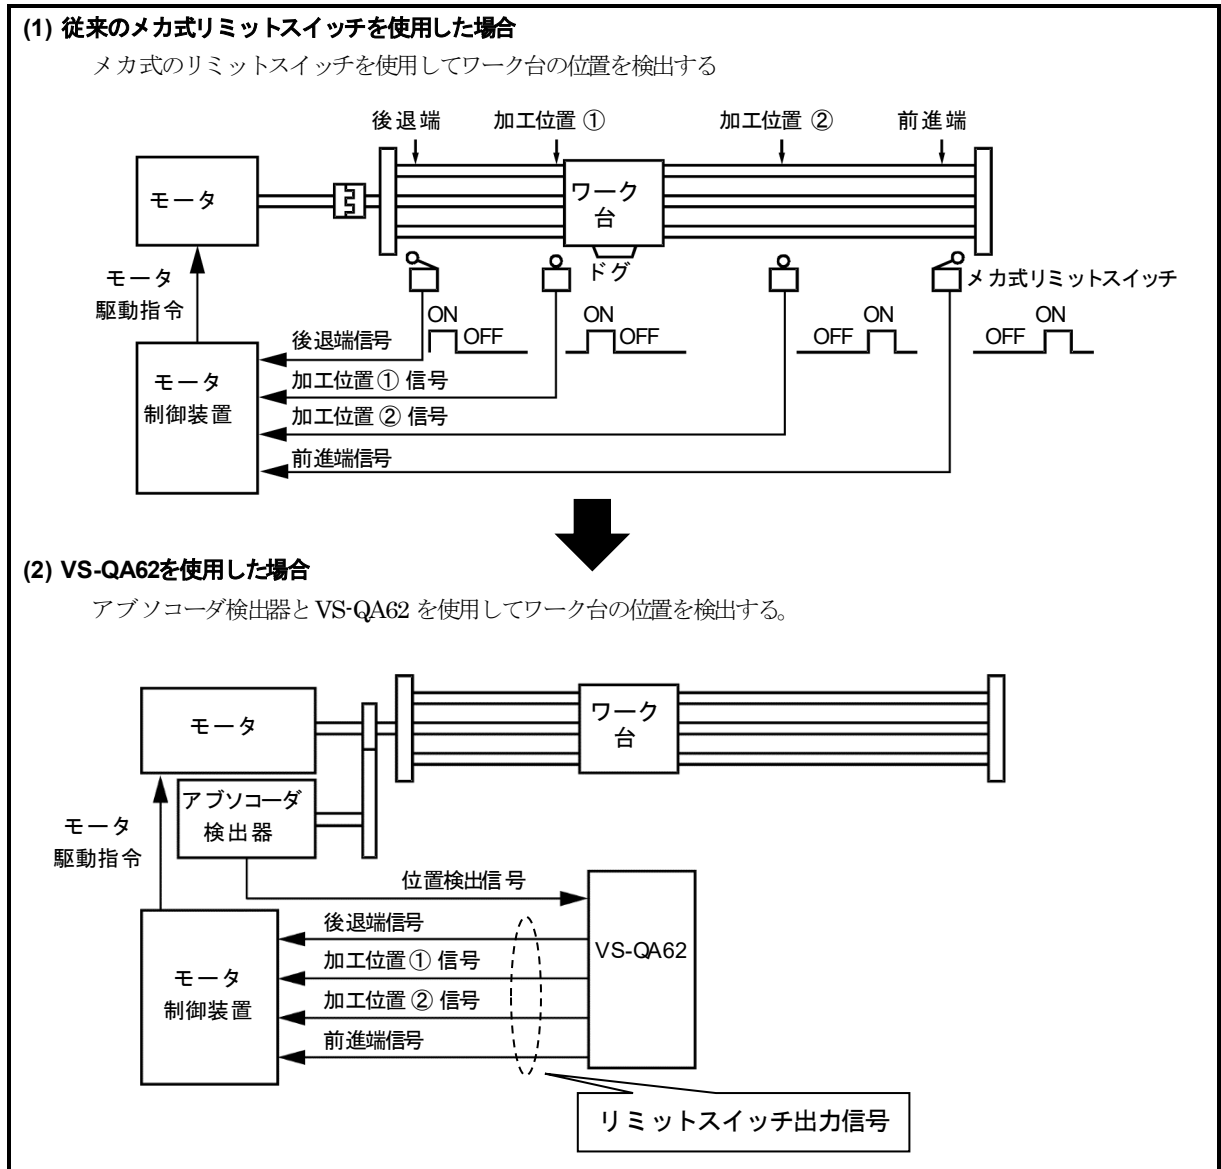 (1) 従来のメカ式リミットスイッチを使用した場合
メカ式のリミットスイッチを使用してワーク台の位置を検出する
後退端 加工位置① 加工位置② 前進端
モータ
ワーク
台
ドグ
メカ式リミットスイッチ
モータ
駆動指令
ON OFF
ON OFF
OFF ON
OFF ON
後退端信号
加工位置①信号
加工位置②信号
前進端信号
モータ
制御装置
(2) VS-QA62を使用した場合
アブソコーダ検出器とVS-QA62を使用してワーク台の位置を検出する。
モータ
ワーク
台
アブソコーダ
検出器
モータ
駆動指令
位置検出信号
後退端信号
加工位置①信号
加工位置②信号
前進端信号
VS-QA62
モータ
制御装置
リミットスイッチ出力信号